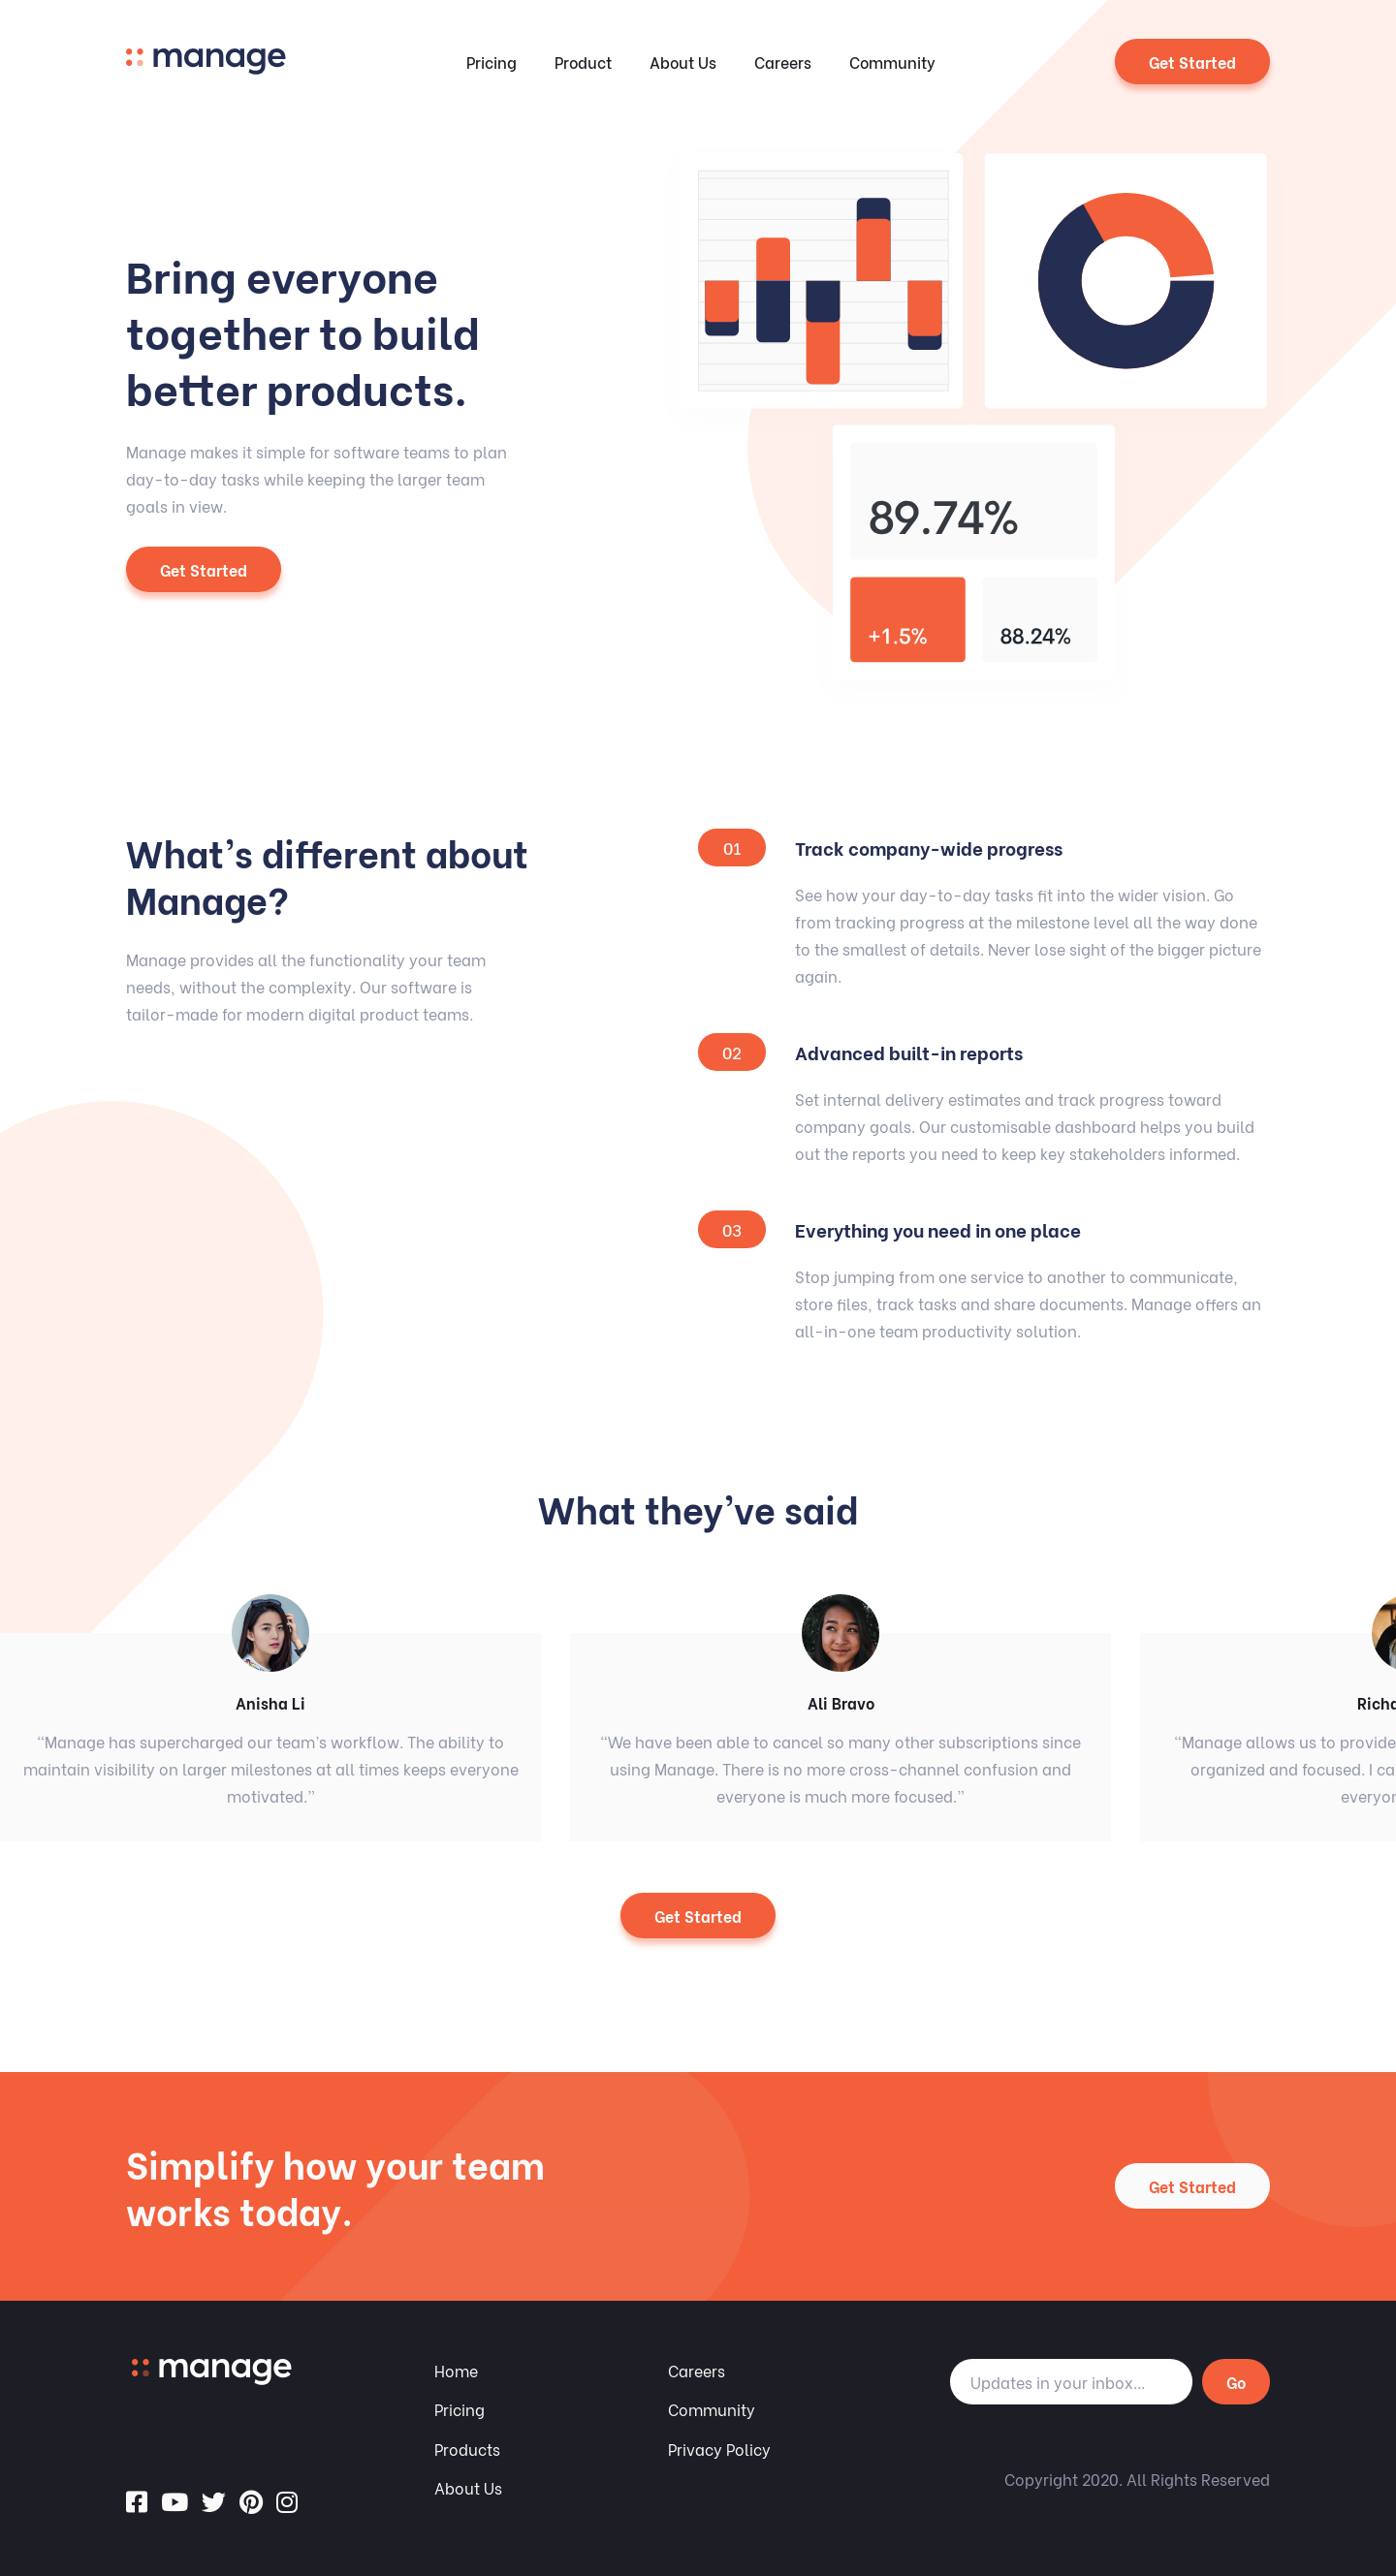 manage
Pricing
Product
About Us
Careers
Community
Get Started
Bring everyone
together to build
better products.
Manage makes it simple for software teams to plan
day-to-day tasks while keeping the larger team
goals in view.
Get Started
89.74%
+1.5%
88.24%
What's different about
Manage?
Manage provides all the functionality your team
needs, without the complexity. Our software is
tailor-made for modern digital product teams.
01
Track company-wide progress
See how your day-to-day tasks fit into the wider vision. Go
from tracking progress at the milestone level all the way done
to the smallest of details. Never lose sight of the bigger picture
again.
02
Advanced built-in reports
Set internal delivery estimates and track progress toward
company goals. Our customisable dashboard helps you build
out the reports you need to keep key stakeholders informed.
03
Everything you need in one place
Stop jumping from one service to another to communicate,
store files, track tasks and share documents. Manage offers an
all-in-one team productivity solution.
What they've said
Anisha Li
“Manage has supercharged our team's workflow. The ability to
maintain visibility on larger milestones at all times keeps everyone
motivated.”
Ali Bravo
“We have been able to cancel so many other subscriptions since
using Manage. There is no more cross-channel confusion and
everyone is much more focused.”
“Manage allows us to provide
organized and focused. I
Get Started
Simplify how your team
works today.
Get Started
manage
Home
Pricing
Products
About Us
Careers
Community
Privacy Policy
Updates in your inbox...
Go
Copyright 2020. All Rights Reserved